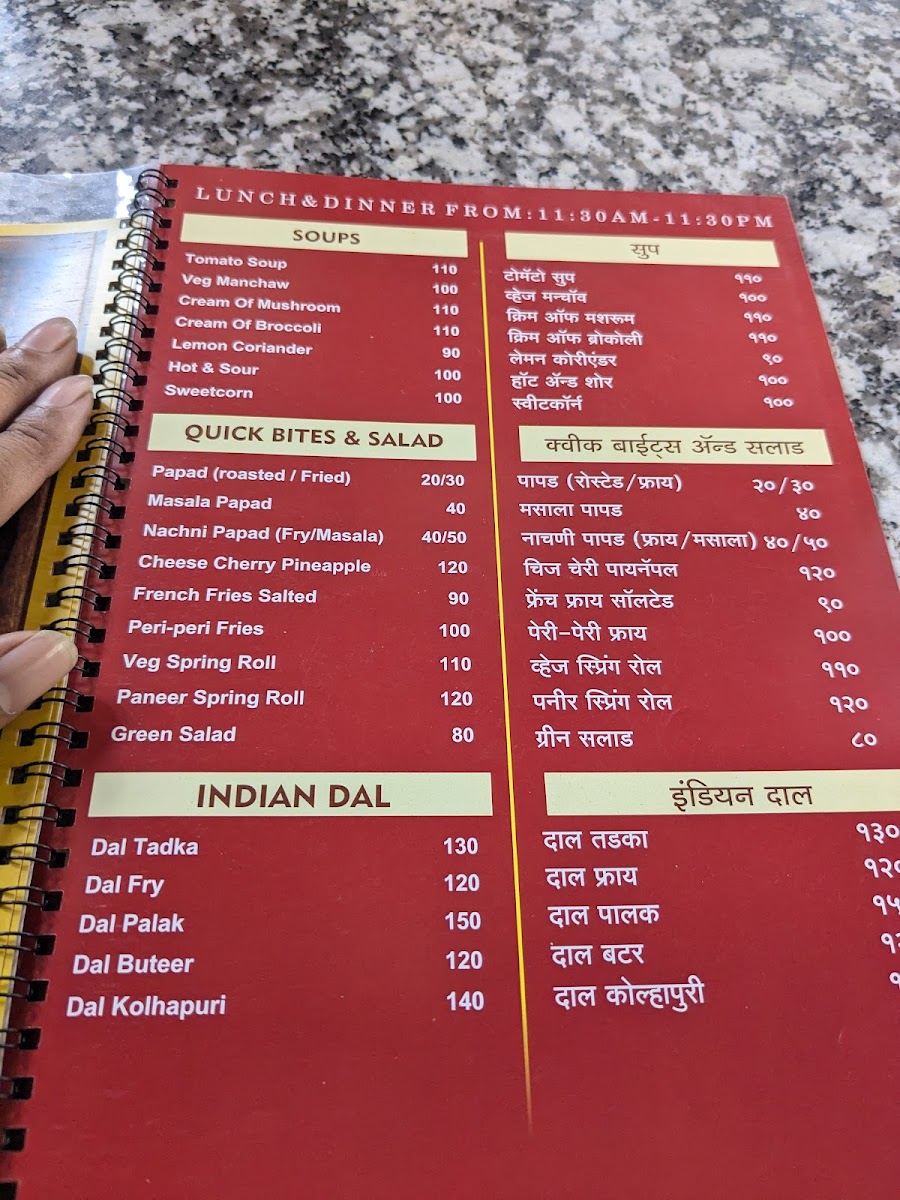 LUNCH&DINNER FROM:11:30AM-11:30PM
SOUPS
Tomato Soup 110
Veg Manchaw 100
Cream Of Mushroom 110
Cream Of Broccoli 110
Lemon Coriander 90
Hot & Sour 100
Sweetcorn 100
QUICK BITES & SALAD
Papad (roasted / Fried) 20/30
Masala Papad 40
Nachni Papad (Fry/Masala) 40/50
Cheese Cherry Pineapple 120
French Fries Salted 90
Peri-peri Fries 100
Veg Spring Roll 110
Paneer Spring Roll 120
Green Salad 80
INDIAN DAL
Dal Tadka 130
Dal Fry 120
Dal Palak 150
Dal Buteer 120
Dal Kolhapuri 140
सुप
टोमॅटो सुप ११०
व्हेज मन्चॉव १००
क्रिम ऑफ मशरूम ११०
क्रिम ऑफ ब्रोकोली ११०
लेमन कोरीएंडर ९०
हॉट ॲन्ड शोर १००
स्वीटकॉर्न १००
क्वीक बाईट्स ॲन्ड सलाड
पापड (रोस्टेड/फ्राय) २०/३०
मसाला पापड ४०
नाचणी पापड (फ्राय/मसाला) ४०/५०
चिज चेरी पायनॅपल १२०
फ्रेंच फ्राय सॉलटेड ९०
पेरी-पेरी फ्राय १००
व्हेज स्प्रिंग रोल ११०
पनीर स्प्रिंग रोल १२०
ग्रीन सलाड ८०
इंडियन दाल
दाल तडका १३०
दाल फ्राय १२०
दाल पालक
दाल बटर
दाल कोल्हापुरी